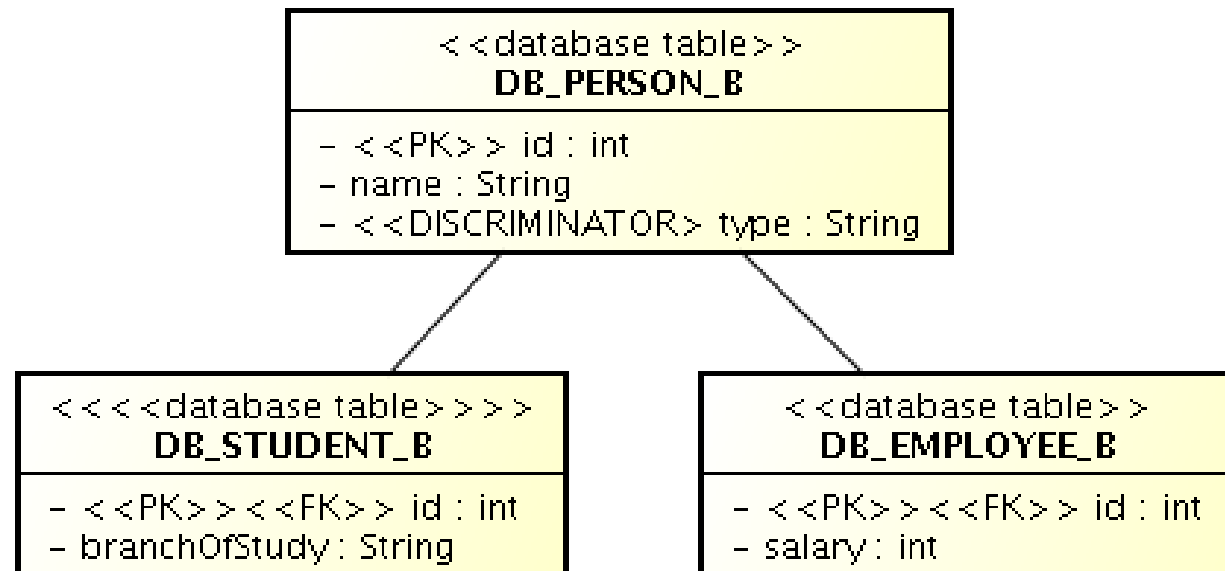 <<database table>>
DB_PERSON_B
- <<PK>> id : int
- name : String
- <<DISCRIMINATOR> type : String
<<<<database table>>>>
DB_STUDENT_B
- <<PK>><<FK>> id : int
- branchOfStudy : String
<<database table>>
DB_EMPLOYEE_B
- <<PK>><<FK>> id : int
- salary : int